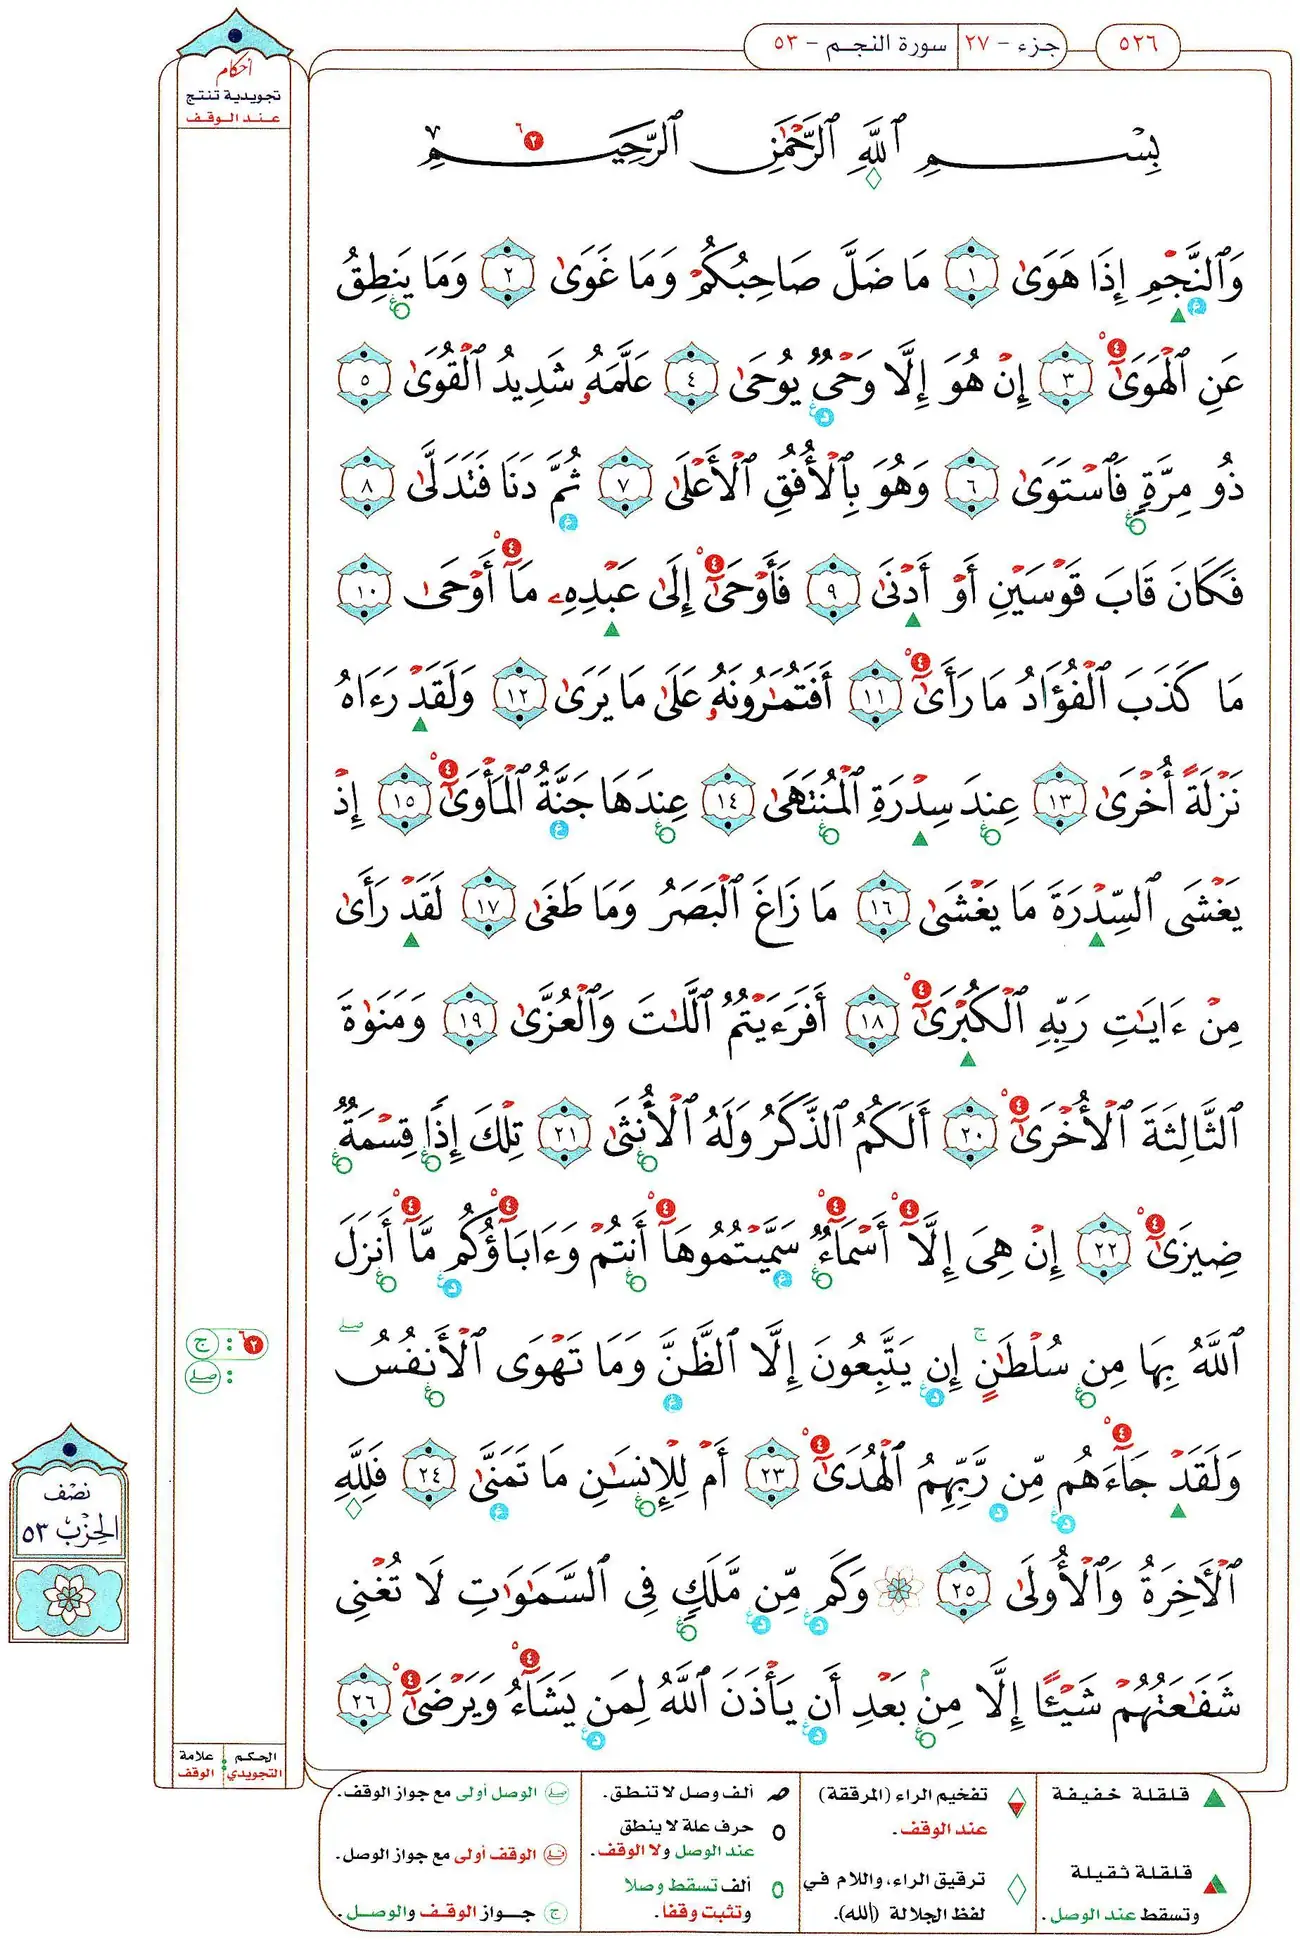 ٥٢٦
جزء - ٢٧ سورة النجم - ٥٣
أحكام
تجويدية تنتج
عند الوقف
بِسْمِ ٱللَّهِ ٱلرَّحْمَٰنِ ٱلرَّحِيمِ
وَٱلنَّجْمِ إِذَا هَوَىٰ ١ مَا ضَلَّ صَاحِبُكُمْ وَمَا غَوَىٰ ٢ وَمَا يَنطِقُ
عَنِ ٱلْهَوَىٰٓ ٣ إِنْ هُوَ إِلَّا وَحْىٌ يُوحَىٰ ٤ عَلَّمَهُۥ شَدِيدُ ٱلْقُوَىٰ ٥
ذُو مِرَّةٍ فَٱسْتَوَىٰ ٦ وَهُوَ بِٱلْأُفُقِ ٱلْأَعْلَىٰ ٧ ثُمَّ دَنَا فَتَدَلَّىٰ ٨
فَكَانَ قَابَ قَوْسَيْنِ أَوْ أَدْنَىٰ ٩ فَأَوْحَىٰٓ إِلَىٰ عَبْدِهِۦ مَآ أَوْحَىٰ ١٠
مَا كَذَبَ ٱلْفُؤَادُ مَا رَأَىٰٓ ١١ أَفَتُمَٰرُونَهُۥ عَلَىٰ مَا يَرَىٰ ١٢ وَلَقَدْ رَءَاهُ
نَزْلَةً أُخْرَىٰ ١٣ عِندَ سِدْرَةِ ٱلْمُنتَهَىٰ ١٤ عِندَهَا جَنَّةُ ٱلْمَأْوَىٰٓ ١٥ إِذْ
يَغْشَى ٱلسِّدْرَةَ مَا يَغْشَىٰ ١٦ مَا زَاغَ ٱلْبَصَرُ وَمَا طَغَىٰ ١٧ لَقَدْ رَأَىٰ
مِنْ ءَايَٰتِ رَبِّهِ ٱلْكُبْرَىٰٓ ١٨ أَفَرَءَيْتُمُ ٱللَّٰتَ وَٱلْعُزَّىٰ ١٩ وَمَنَوٰةَ
ٱلثَّالِثَةَ ٱلْأُخْرَىٰٓ ٢٠ أَلَكُمُ ٱلذَّكَرُ وَلَهُ ٱلْأُنثَىٰ ٢١ تِلْكَ إِذًا قِسْمَةٌ
ضِيزَىٰٓ ٢٢ إِنْ هِىَ إِلَّآ أَسْمَآءٌ سَمَّيْتُمُوهَآ أَنتُمْ وَءَابَآؤُكُم مَّآ أَنزَلَ
ٱللَّهُ بِهَا مِن سُلْطَٰنٍ ۚ إِن يَتَّبِعُونَ إِلَّا ٱلظَّنَّ وَمَا تَهْوَى ٱلْأَنفُسُ ۖ
وَلَقَدْ جَآءَهُم مِّن رَّبِّهِمُ ٱلْهُدَىٰٓ ٢٣ أَمْ لِلْإِنسَٰنِ مَا تَمَنَّىٰ ٢٤ فَلِلَّهِ
ٱلْأَخِرَةُ وَٱلْأُولَىٰ ٢٥ وَكَم مِّن مَّلَكٍ فِى ٱلسَّمَٰوَٰتِ لَا تُغْنِى
شَفَٰعَتُهُمْ شَيْـًٔا إِلَّا مِنۢ بَعْدِ أَن يَأْذَنَ ٱللَّهُ لِمَن يَشَآءُ وَيَرْضَىٰٓ ٢٦
٢ ٦ : ج
صلے :
نصف
الحزب ٥٣
الحكم التجويدي : علامة الوقف
قلقلة خفيفة
قلقلة ثقيلة
وتسقط عند الوصل.
تفخيم الراء (المرققة)
عند الوقف.
ترقيق الراء، واللام في
لفظ الجلالة (الله).
ألف وصل لا تنطق.
حرف علة لا ينطق
عند الوصل ولا الوقف.
ألف تسقط وصلا
وتثبت وقفا.
صلے الوصل أولى مع جواز الوقف.
قلے الوقف أولى مع جواز الوصل.
ج جواز الوقف والوصل.